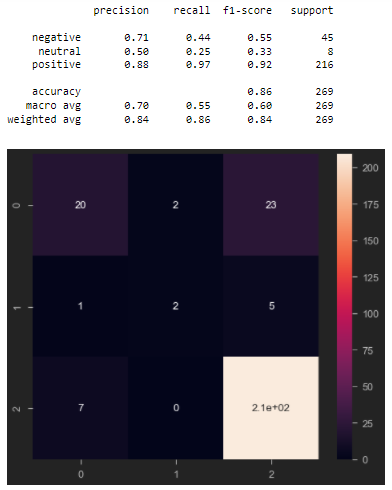 precision recall f1-score support
negative 0.71 0.44 0.55 45
neutral 0.50 0.25 0.33 8
positive 0.88 0.97 0.92 216
accuracy 0.86 269
macro avg 0.70 0.55 0.60 269
weighted avg 0.84 0.86 0.84 269
200
175
0 20 2 23
150
125
1 1 2 5
100
75
50
2 7 0 2.1e+02
25
0
0 1 2